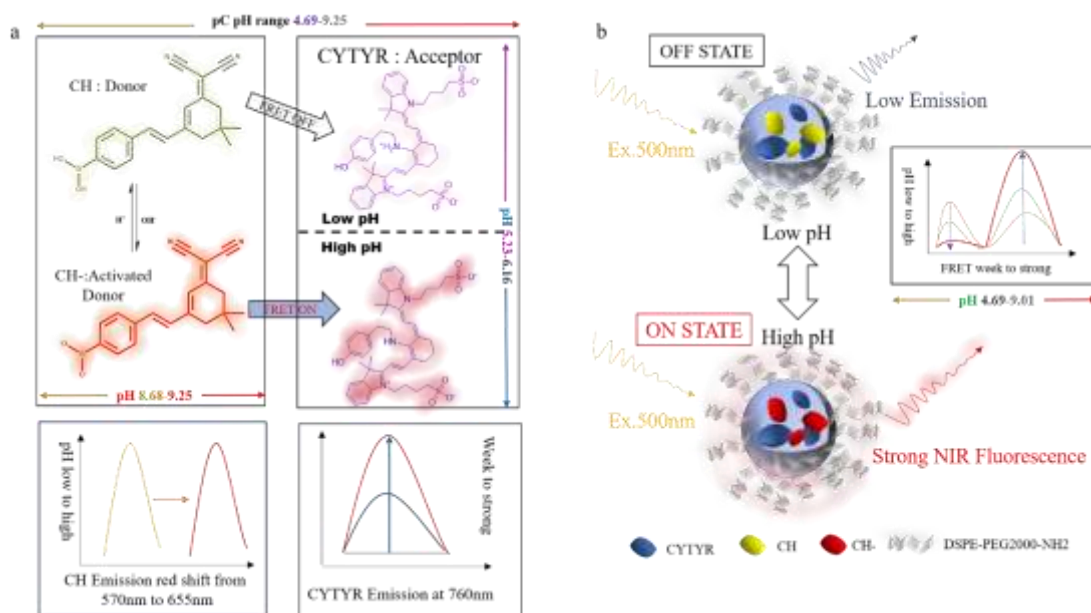 a
pC pH range 4.69-9.25
CH : Donor
FRET OFF
CYTYR : Acceptor
Low pH
High pH
CH-:Activated
Donor
FRET ON
pH 8.68-9.25
pH 5.23-6.16
pH low to high
CH Emission red shift from
570nm to 655nm
Week to strong
CYTYR Emission at 760nm
b
OFF STATE
Low Emission
Ex.500nm
Low pH
pH low to high
FRET week to strong
pH 4.69-9.01
ON STATE
High pH
Ex.500nm
Strong NIR Fluorescence
CYTYR
CH
CH-
DSPE-PEG2000-NH2